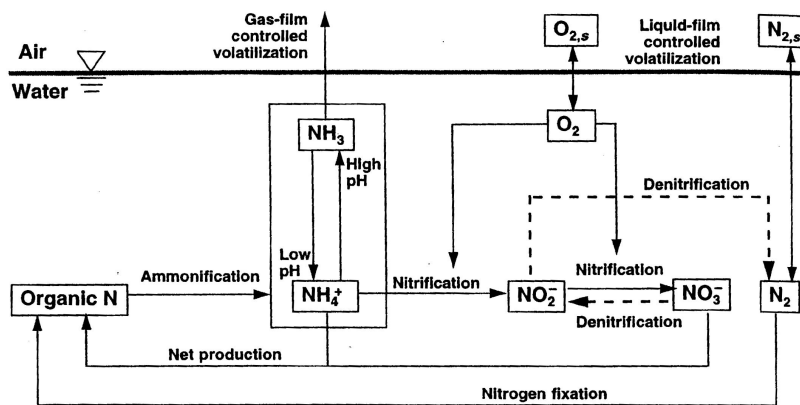 Gas-film
controlled
volatilization
O2,s
Liquid-film
controlled
volatilization
N2,s
Air
Water
NH3
O2
HIgh
pH
Denitrification
Low
pH
Ammonification
Nitrification
Nitrification
Organic N
NH4+
NO2−
NO3−
N2
Denitrification
Net production
Nitrogen fixation